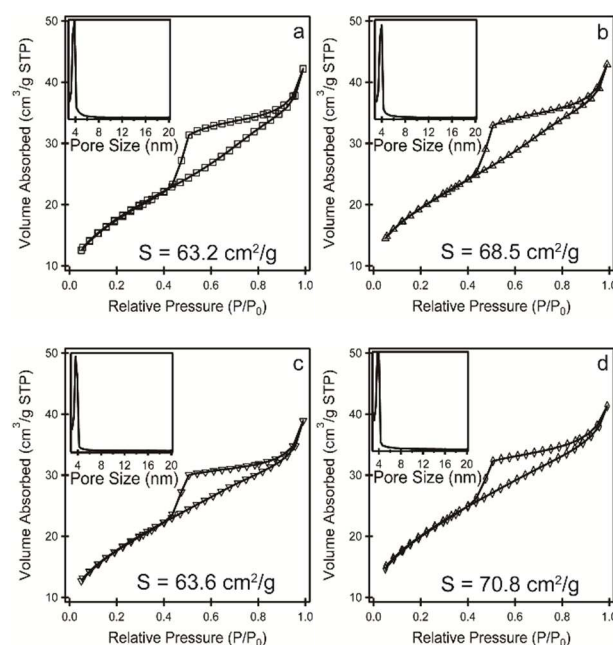 a
50
40
30
20
10
Volume Absorbed (cm³/g STP)
4 8 12 16 20
Pore Size (nm)
S = 63.2 cm²/g
0.0 0.2 0.4 0.6 0.8 1.0
Relative Pressure (P/P₀)
b
50
40
30
20
10
Volume Absorbed (cm³/g STP)
4 8 12 16 20
Pore Size (nm)
S = 68.5 cm²/g
0.0 0.2 0.4 0.6 0.8 1.0
Relative Pressure (P/P₀)
c
50
40
30
20
10
Volume Absorbed (cm³/g STP)
4 8 12 16 20
Pore Size (nm)
S = 63.6 cm²/g
0.0 0.2 0.4 0.6 0.8 1.0
Relative Pressure (P/P₀)
d
50
40
30
20
10
Volume Absorbed (cm³/g STP)
4 8 12 16 20
Pore Size (nm)
S = 70.8 cm²/g
0.0 0.2 0.4 0.6 0.8 1.0
Relative Pressure (P/P₀)